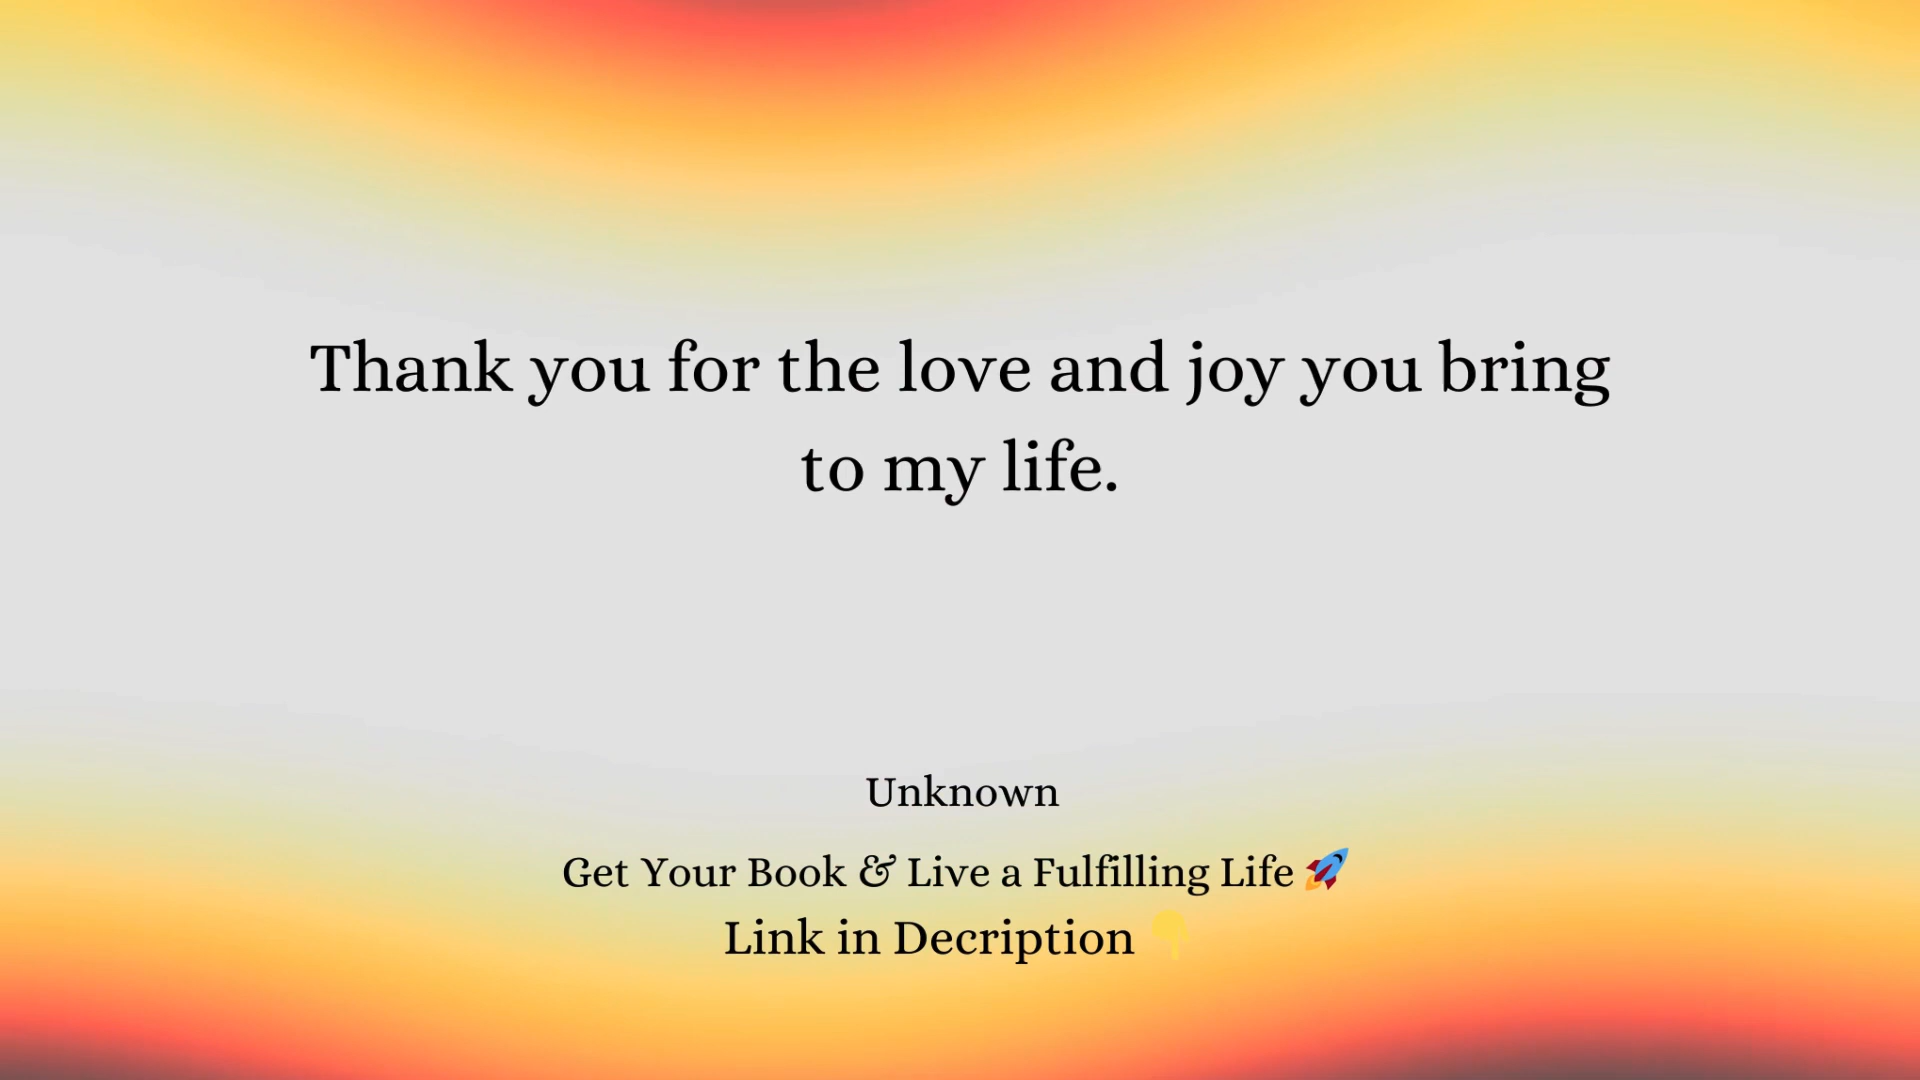 Thank you for the love and joy you bring
to my life.
Unknown
Get Your Book & Live a Fulfilling Life 🚀
Link in Decription 👇